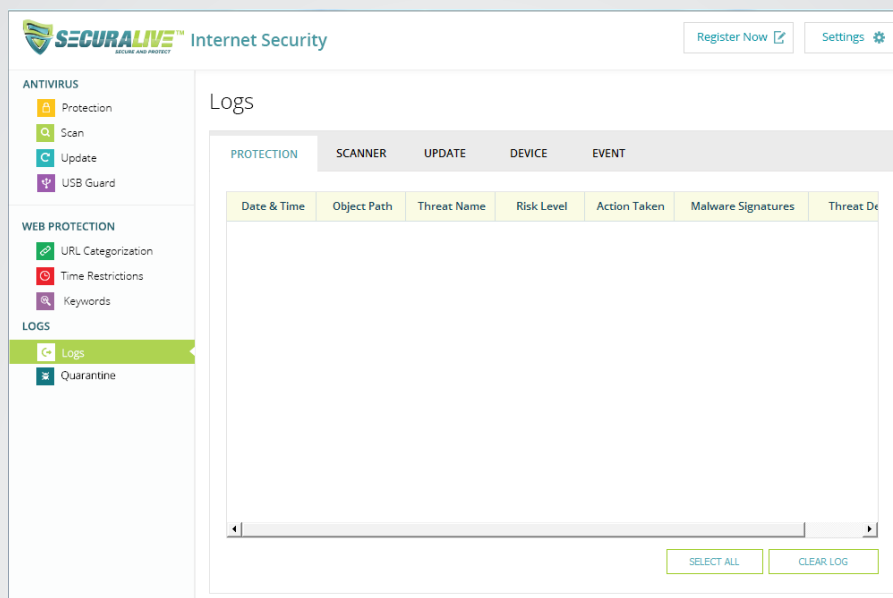 SECURALIVE™ Internet Security
SECURE AND PROTECT
Register Now
Settings
ANTIVIRUS
Protection
Scan
Update
USB Guard
WEB PROTECTION
URL Categorization
Time Restrictions
Keywords
LOGS
Logs
Quarantine
Logs
PROTECTION SCANNER UPDATE DEVICE EVENT
Date & Time Object Path Threat Name Risk Level Action Taken Malware Signatures Threat De
SELECT ALL CLEAR LOG